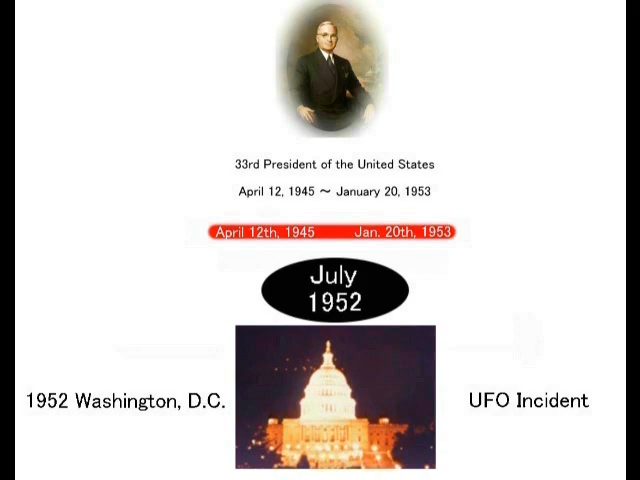 33rd President of the United States
April 12, 1945 ～ January 20, 1953
April 12th, 1945 Jan. 20th, 1953
July
1952
1952 Washington, D.C. UFO Incident